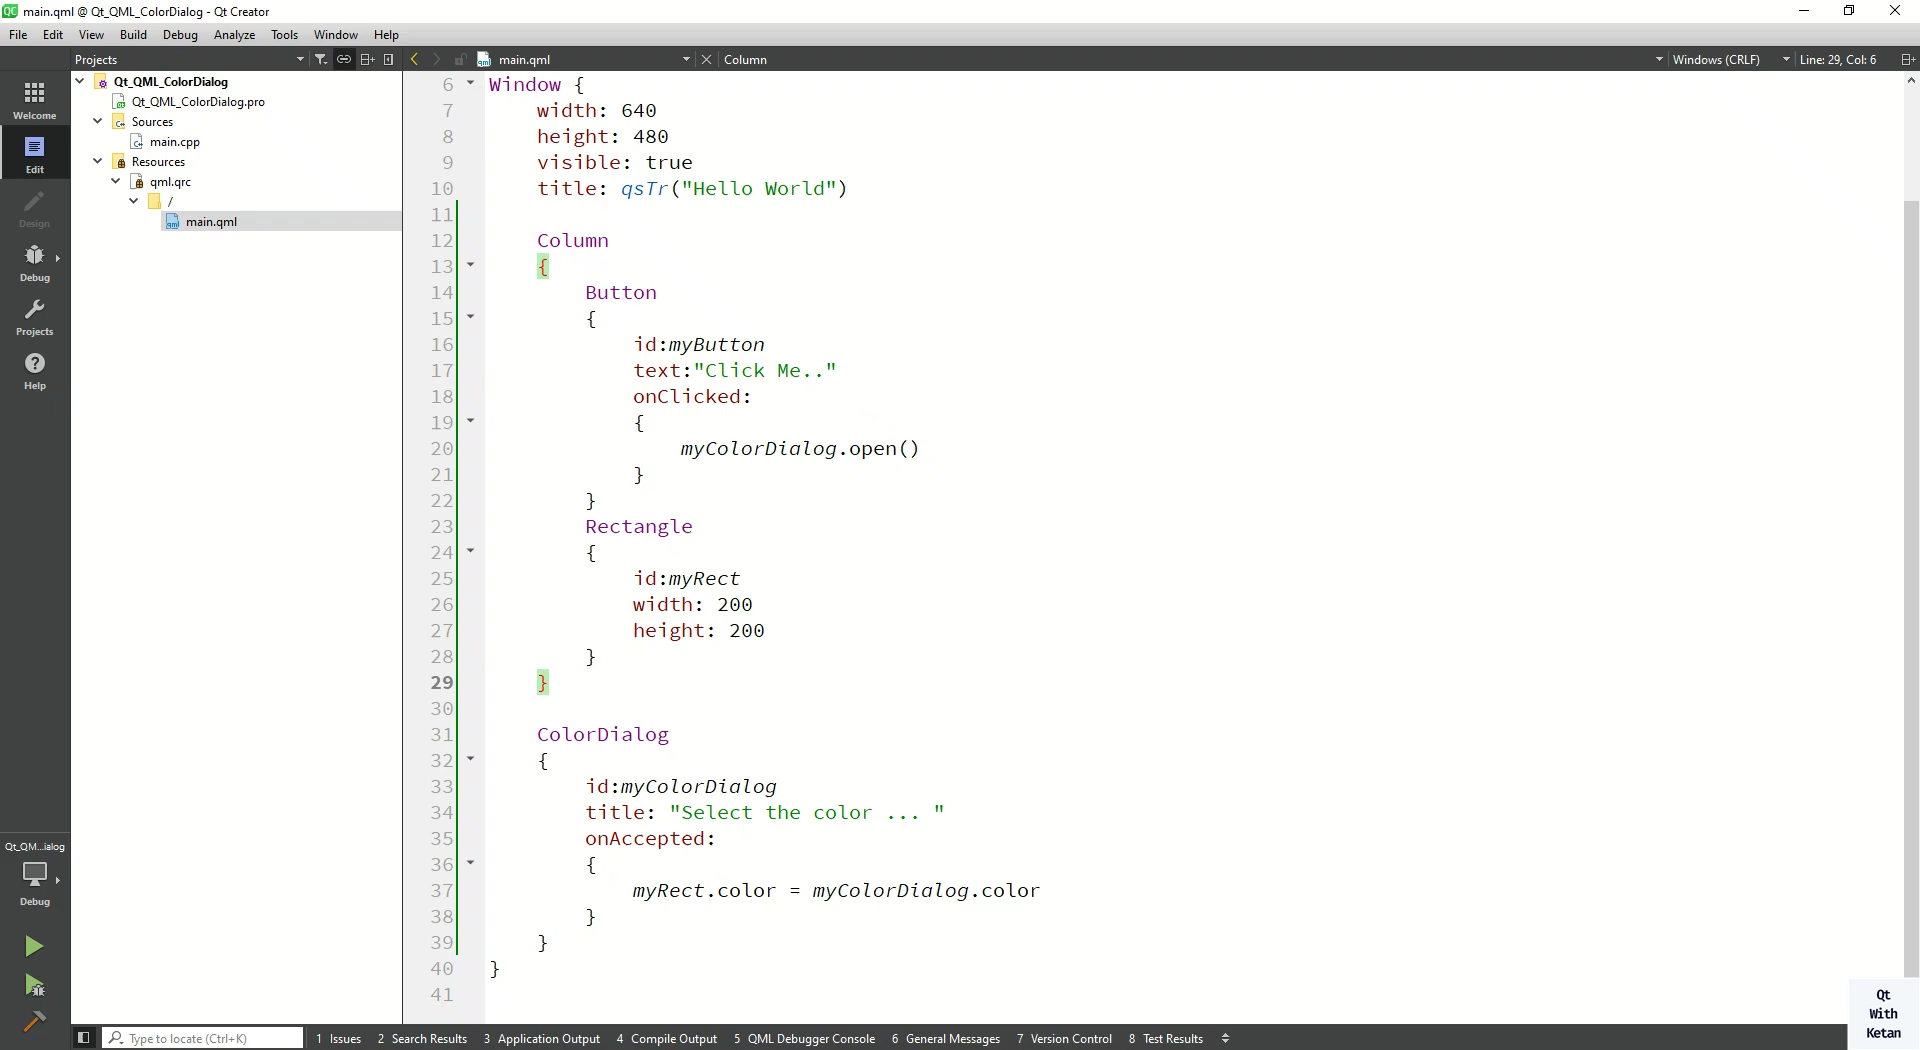 main.qml @ Qt_QML_ColorDialog - Qt Creator
File Edit View Build Debug Analyze Tools Window Help
Projects main.qml Column Windows (CRLF) Line: 29, Col: 6
Welcome
Edit
Design
Debug
Projects
Help
Qt_QM...ialog
Debug
Qt_QML_ColorDialog
Qt_QML_ColorDialog.pro
Sources
main.cpp
Resources
qml.qrc
/
main.qml
6 Window {
7 width: 640
8 height: 480
9 visible: true
10 title: qsTr("Hello World")
11
12 Column
13 {
14 Button
15 {
16 id:myButton
17 text:"Click Me.."
18 onClicked:
19 {
20 myColorDialog.open()
21 }
22 }
23 Rectangle
24 {
25 id:myRect
26 width: 200
27 height: 200
28 }
29 }
30
31 ColorDialog
32 {
33 id:myColorDialog
34 title: "Select the color ... "
35 onAccepted:
36 {
37 myRect.color = myColorDialog.color
38 }
39 }
40 }
41
Qt
With
Ketan
Type to locate (Ctrl+K) 1 Issues 2 Search Results 3 Application Output 4 Compile Output 5 QML Debugger Console 6 General Messages 7 Version Control 8 Test Results